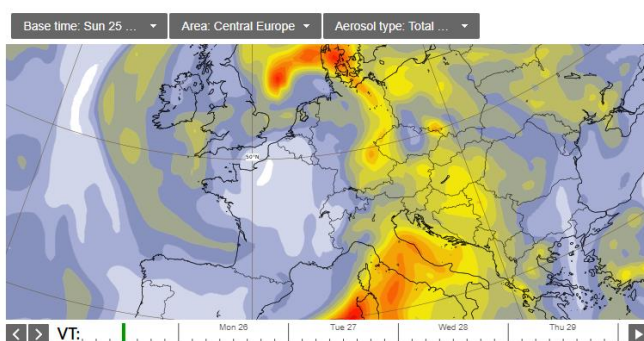 Base time: Sun 25 ...
Area: Central Europe
Aerosol type: Total ...
50°N
VT:
Mon 26
Tue 27
Wed 28
Thu 29